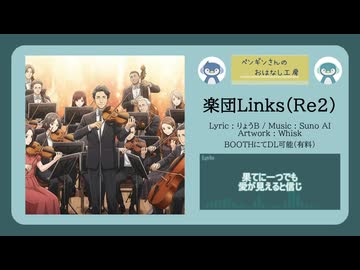 ペンギンさんの
おはなし工房
楽団Links(Re2)
Lyric：りょうB / Music：Suno AI
Artwork：Whisk
BOOTHにてDL可能(有料)
Lyric
果てに一つでも
愛が見えると信じ